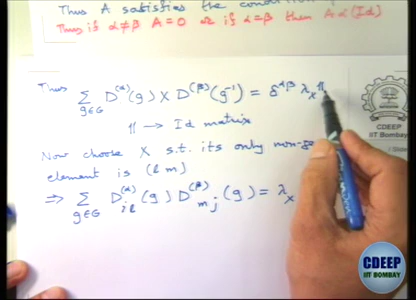 Thus A satisfies the condition
Thus if α≠β A=0 or if α=β then A α (Id)
Thus Σ D^(α)(g) X D^(β)(g⁻¹) = δ^αβ λ_x 𝟙
g∈G
𝟙 → Id matrix
Now choose X s.t. its only non-
element is (l m)
⇒ Σ D^(α)_il (g) D^(β)_mj (g) = λ_x
g∈G
CDEEP
IIT BOMBAY
CDEEP
IIT BOMBAY